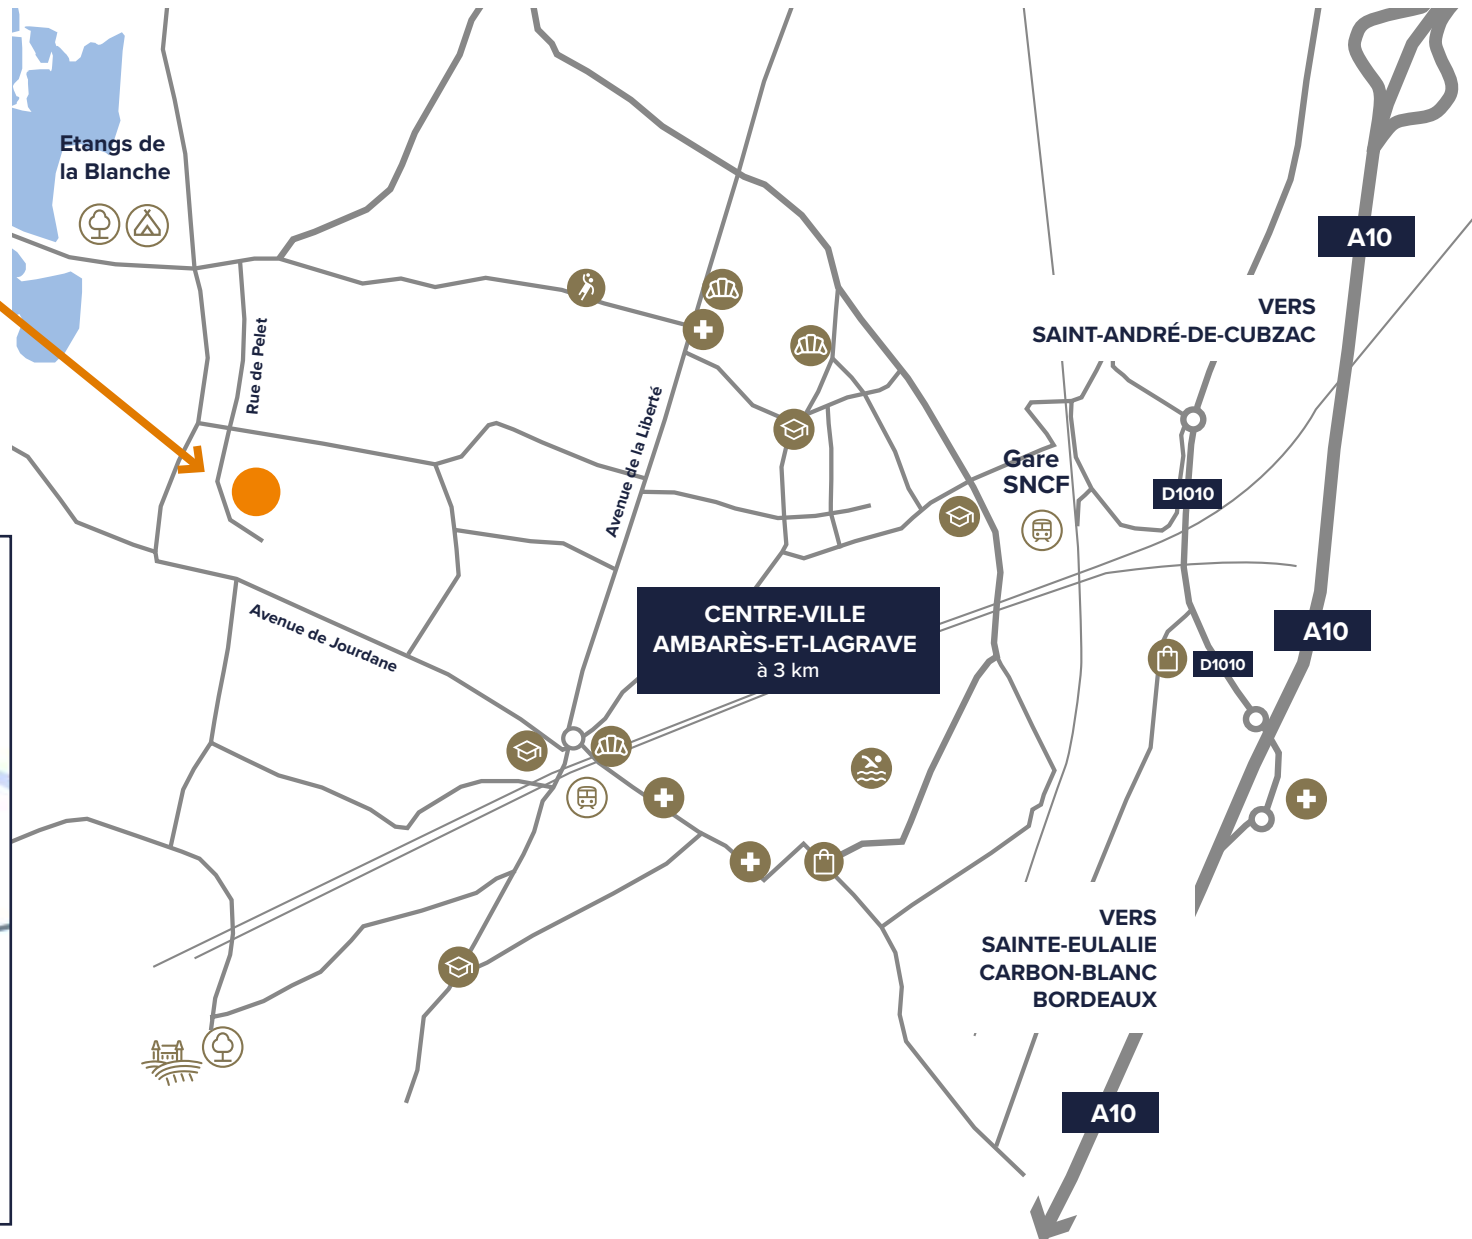 Etangs de
la Blanche
A10
VERS
SAINT-ANDRÉ-DE-CUBZAC
Rue de Pelet
Avenue de la Liberté
Gare
SNCF
D1010
CENTRE-VILLE
AMBARÈS-ET-LAGRAVE
à 3 km
Avenue de Jourdane
A10
D1010
VERS
SAINTE-EULALIE
CARBON-BLANC
BORDEAUX
A10